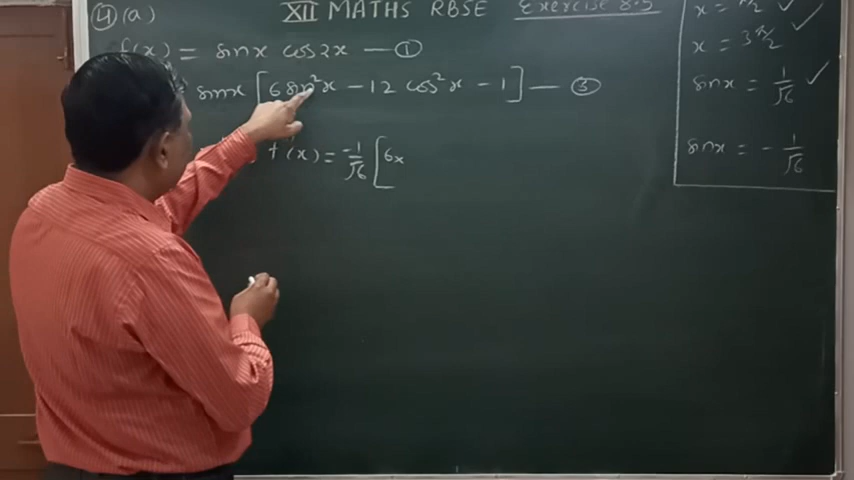 XII MATHS RBSE Exercise 8.5
4 (a)
f(x) = sinx cos2x — ①
sinx [6 sin²x - 12 cos²x - 1] — ③
f''(x) = -1/√6 [6x
x = π/2 ✓
x = 3π/2 ✓
sinx = 1/√6 ✓
sinx = - 1/√6